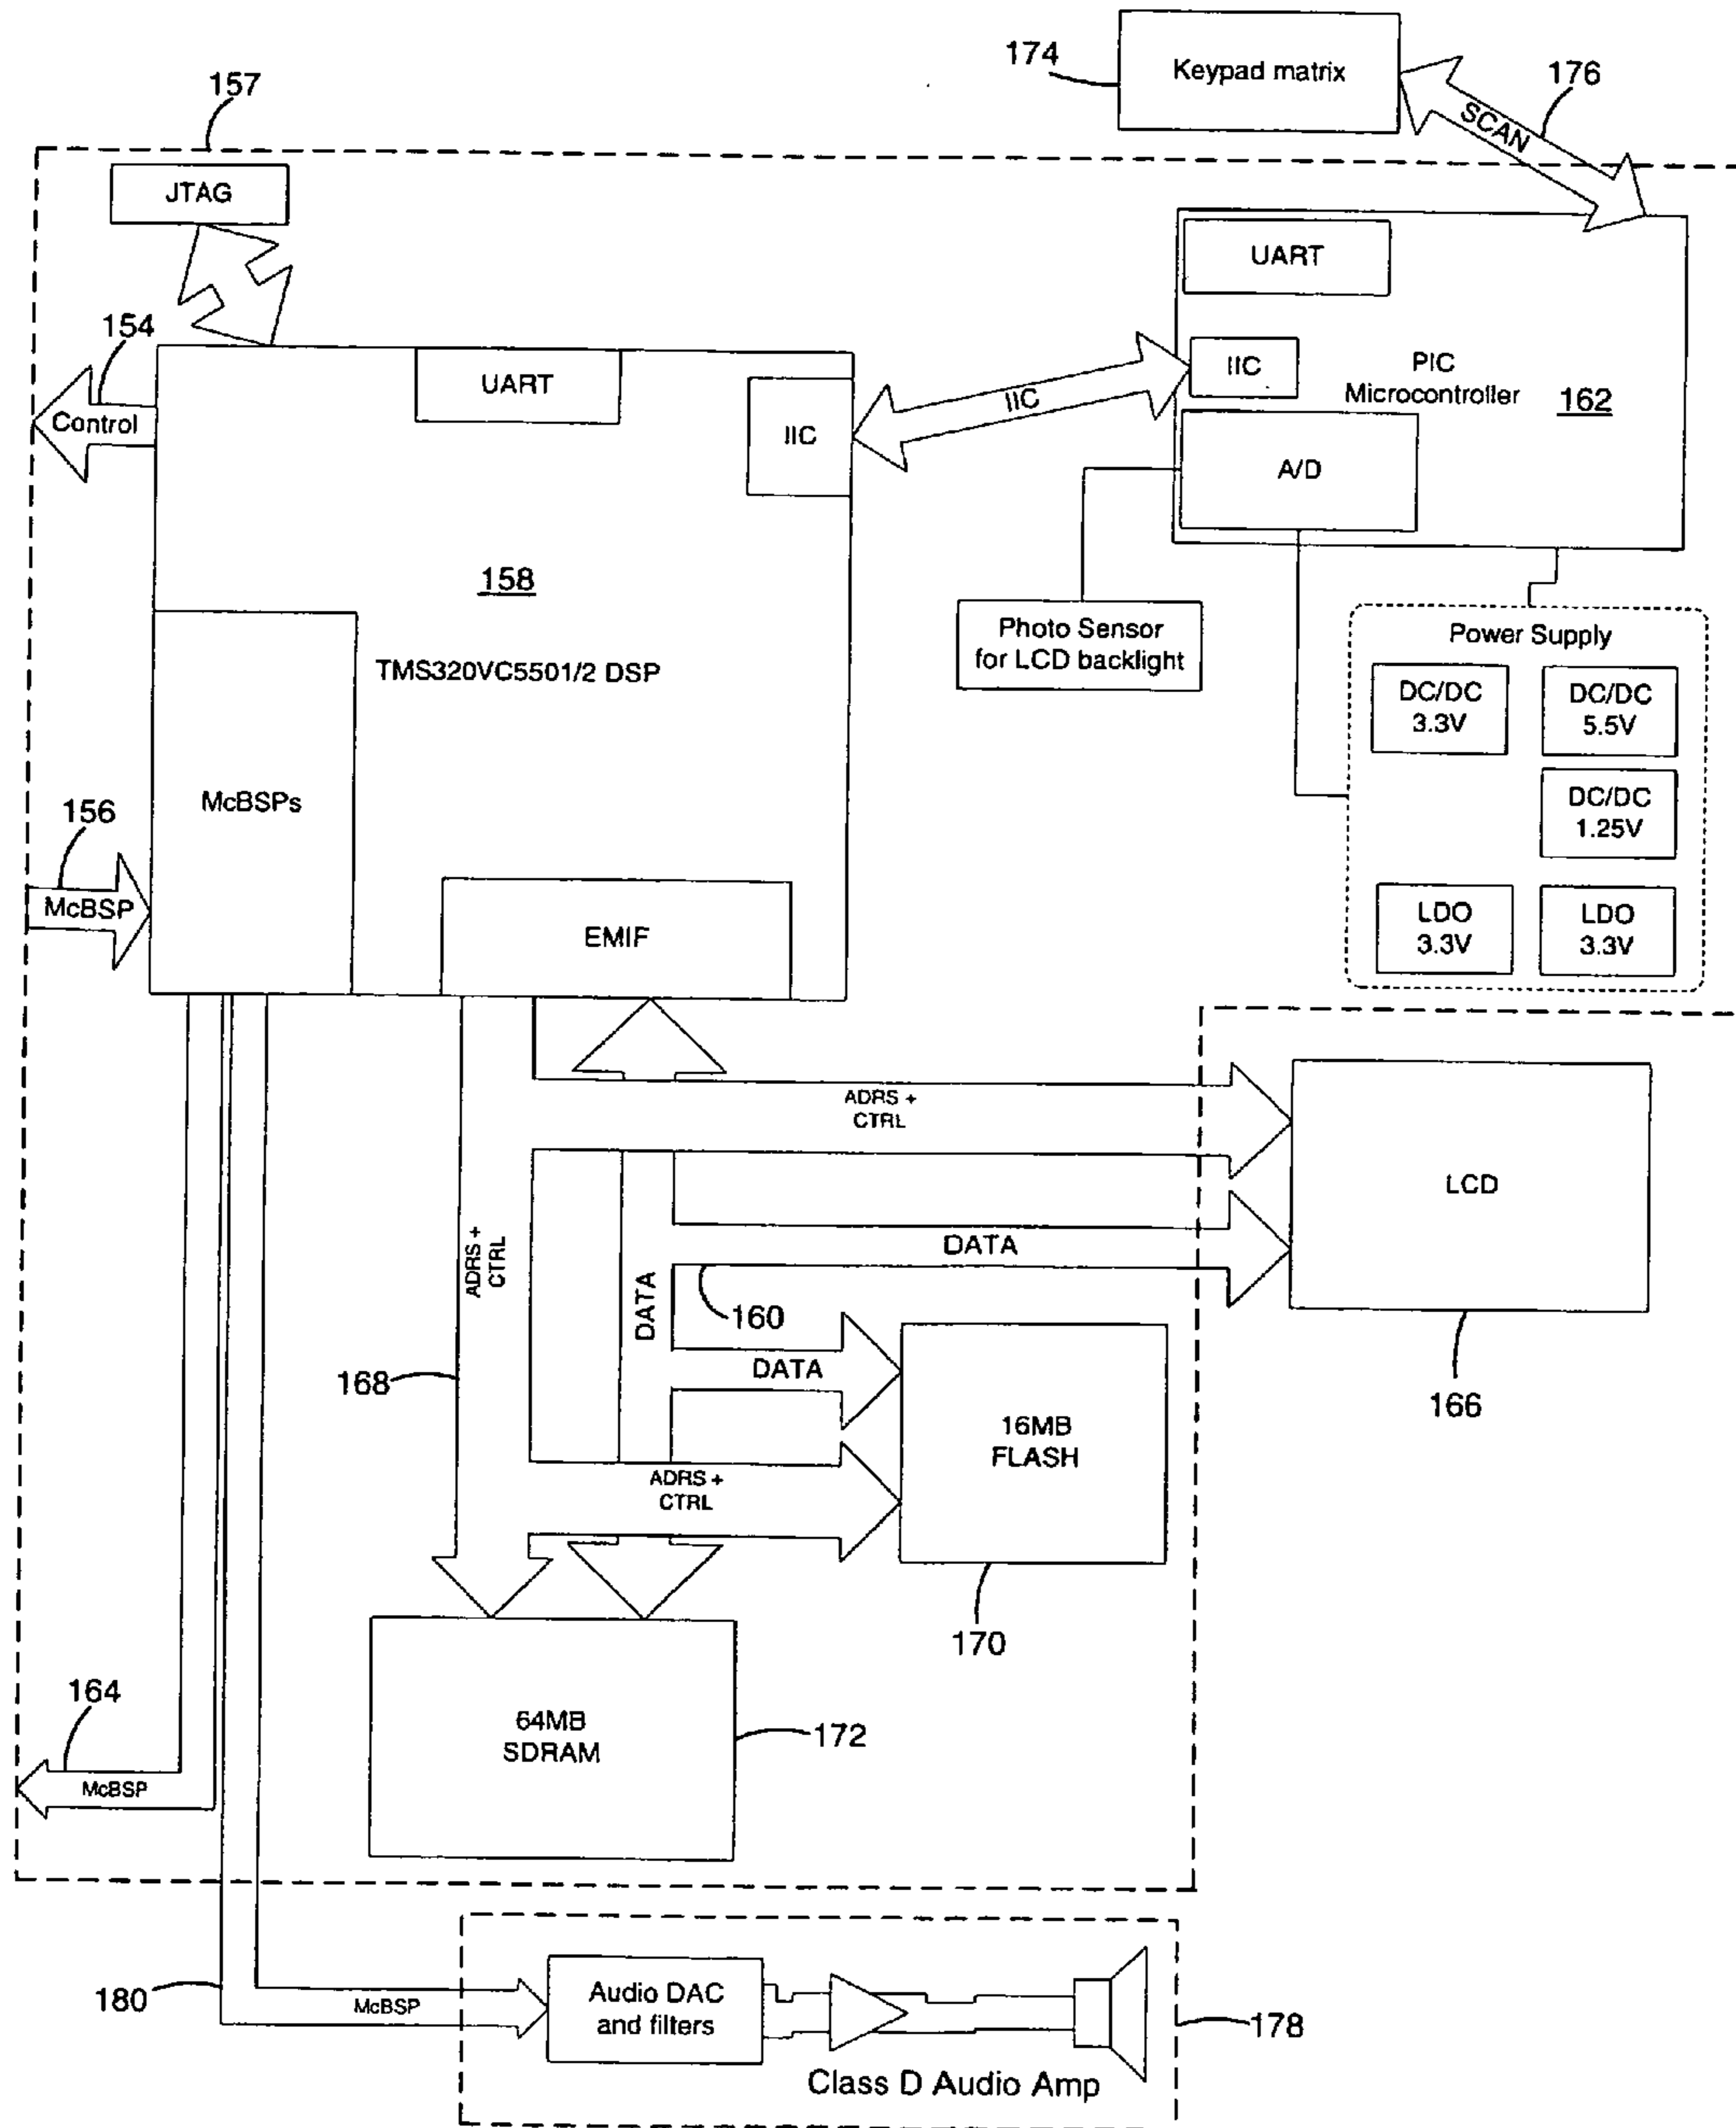 174
Keypad matrix
176
SCAN
157
JTAG
154
Control
UART
IIC
IIC
UART
IIC
PIC
Microcontroller
162
A/D
158
TMS320VC5501/2 DSP
Photo Sensor
for LCD backlight
Power Supply
DC/DC
3.3V
DC/DC
5.5V
DC/DC
1.25V
LDO
3.3V
LDO
3.3V
McBSPs
156
McBSP
EMIF
ADRS +
CTRL
LCD
166
DATA
160
ADRS +
CTRL
DATA
DATA
168
16MB
FLASH
170
ADRS +
CTRL
64MB
SDRAM
172
164
McBSP
180
McBSP
Audio DAC
and filters
178
Class D Audio Amp